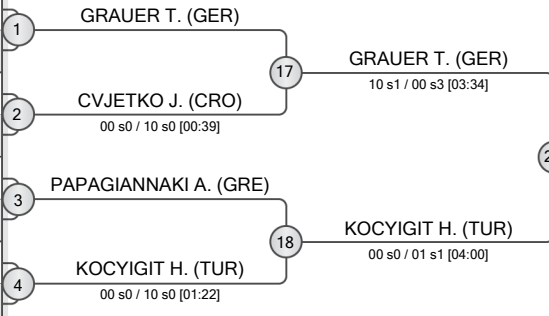 GRAUER T. (GER)
1
17
GRAUER T. (GER)
10 s1 / 00 s3 [03:34]
CVJETKO J. (CRO)
2
00 s0 / 10 s0 [00:39]
2
PAPAGIANNAKI A. (GRE)
3
18
KOCYIGIT H. (TUR)
00 s0 / 01 s1 [04:00]
KOCYIGIT H. (TUR)
4
00 s0 / 10 s0 [01:22]